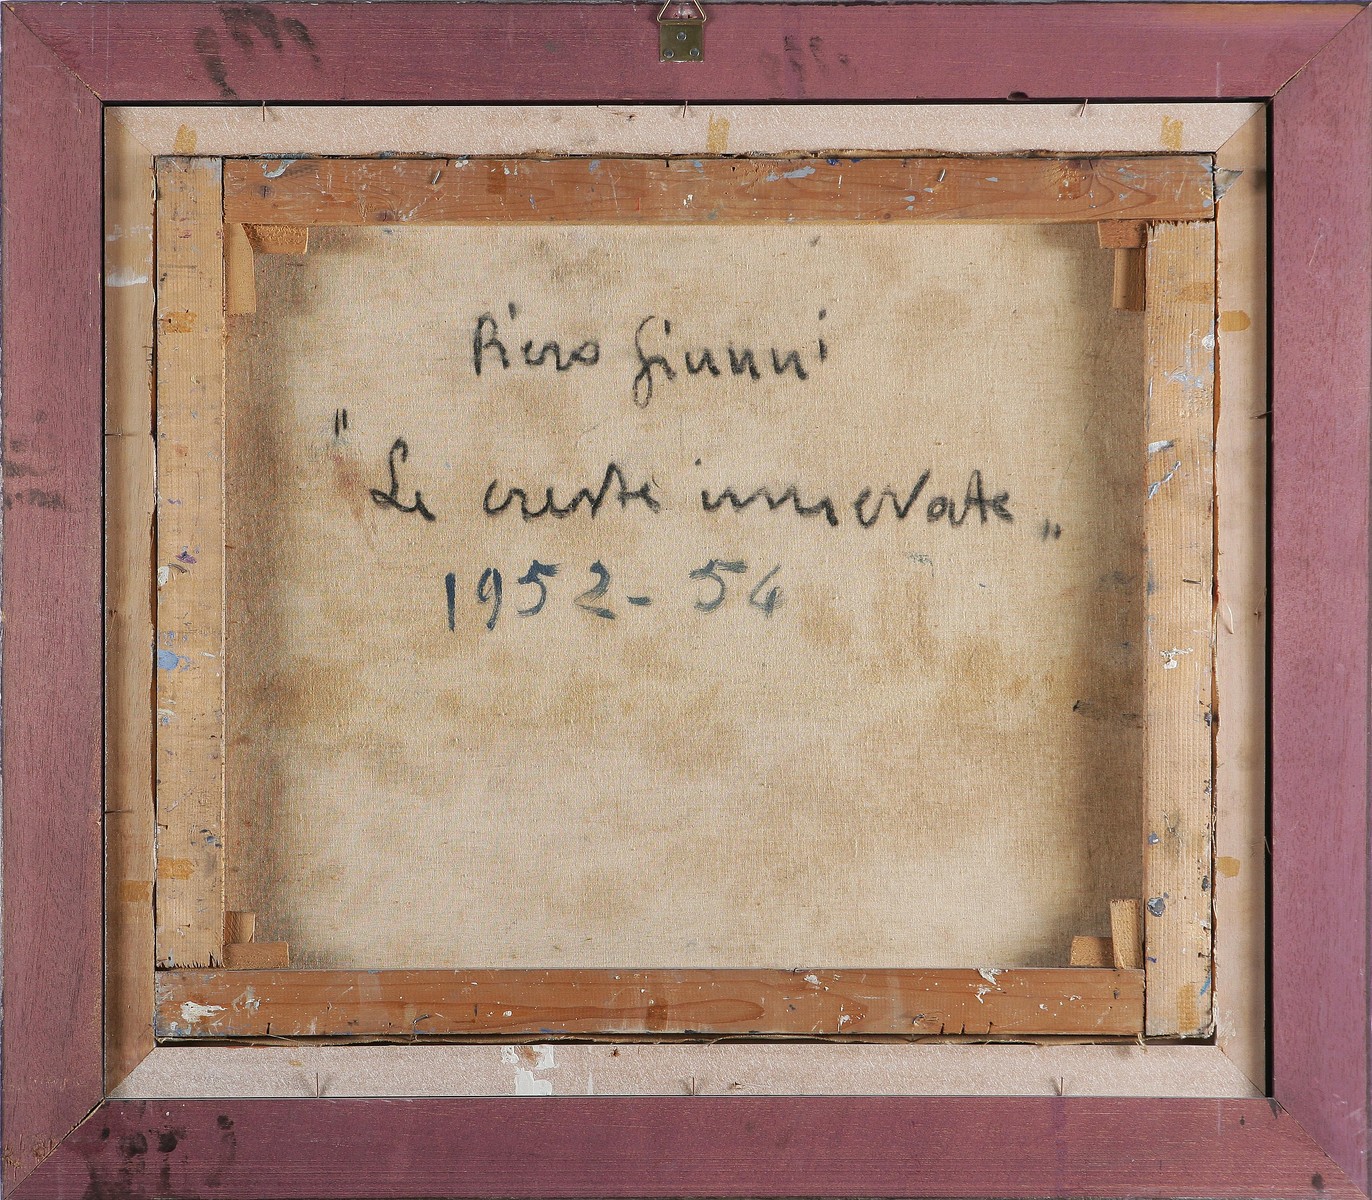 Piero Giunni
"Le creste innevate"
1952-54